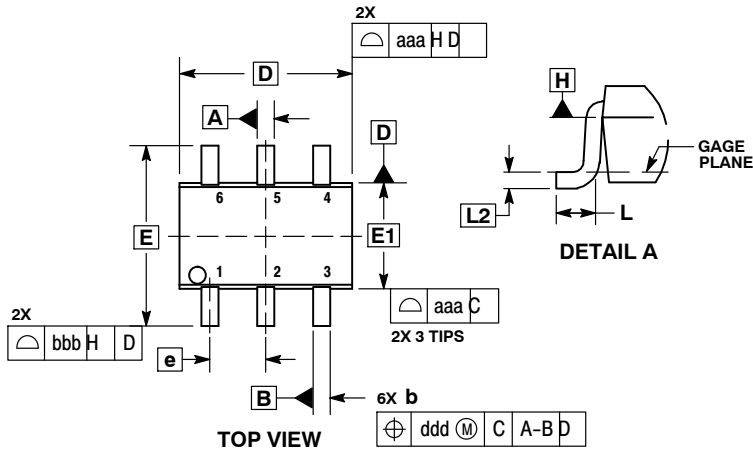 2X
⌓ aaa H D
D
A
D
H
GAGE
PLANE
6 5 4
E
E1
L2
L
DETAIL A
1 2 3
2X
⌓ bbb H D
⌓ aaa C
2X 3 TIPS
e
B
6X b
⌖ ddd Ⓜ C A–B D
TOP VIEW